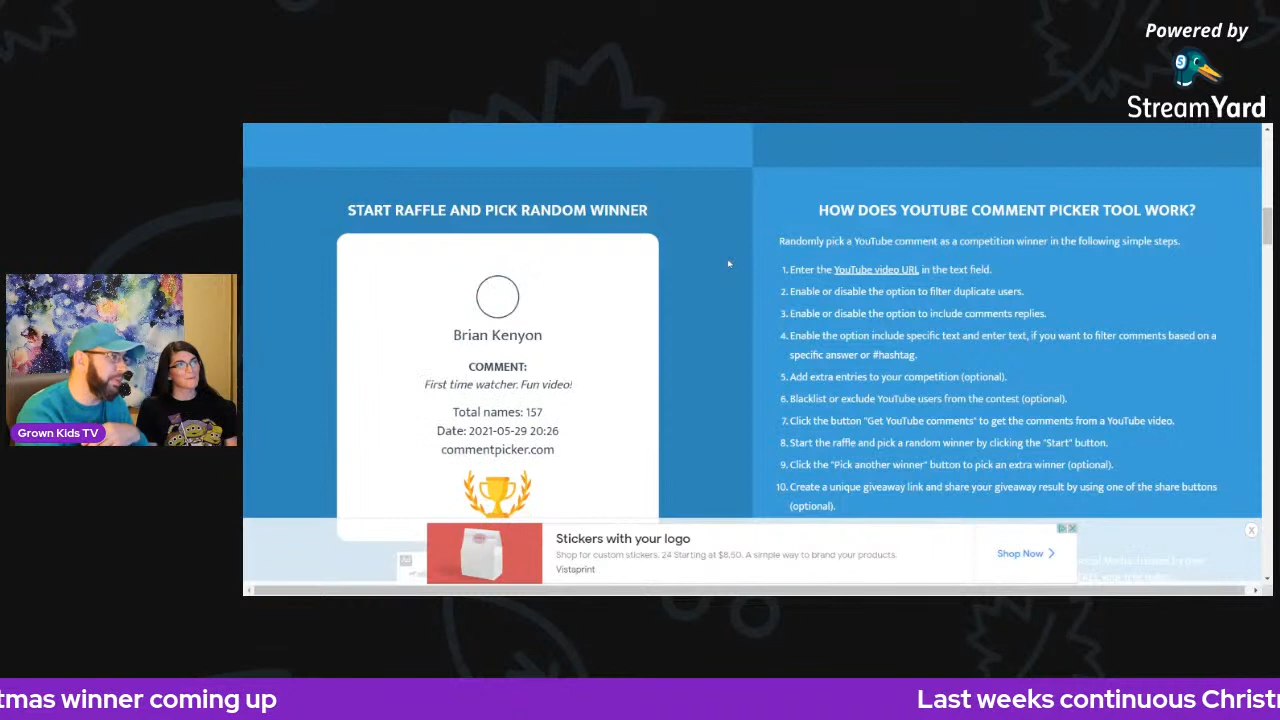 Powered by
StreamYard
START RAFFLE AND PICK RANDOM WINNER
Brian Kenyon
COMMENT:
First time watcher. Fun video!
Total names: 157
Date: 2021-05-29 20:26
commentpicker.com
HOW DOES YOUTUBE COMMENT PICKER TOOL WORK?
Randomly pick a YouTube comment as a competition winner in the following simple steps.
1. Enter the YouTube video URL in the text field.
2. Enable or disable the option to filter duplicate users.
3. Enable or disable the option to include comments replies.
4. Enable the option include specific text and enter text, if you want to filter comments based on a
specific answer or #hashtag.
5. Add extra entries to your competition (optional).
6. Blacklist or exclude YouTube users from the contest (optional).
7. Click the button "Get YouTube comments" to get the comments from a YouTube video.
8. Start the raffle and pick a random winner by clicking the "Start" button.
9. Click the "Pick another winner" button to pick an extra winner (optional).
10. Create a unique giveaway link and share your giveaway result by using one of the share buttons
(optional).
Grown Kids TV
Stickers with your logo
Shop for custom stickers. 24 Starting at $8.50. A simple way to brand your products.
Vistaprint
Shop Now
Ad
tmas winner coming up
Last weeks continuous Christ